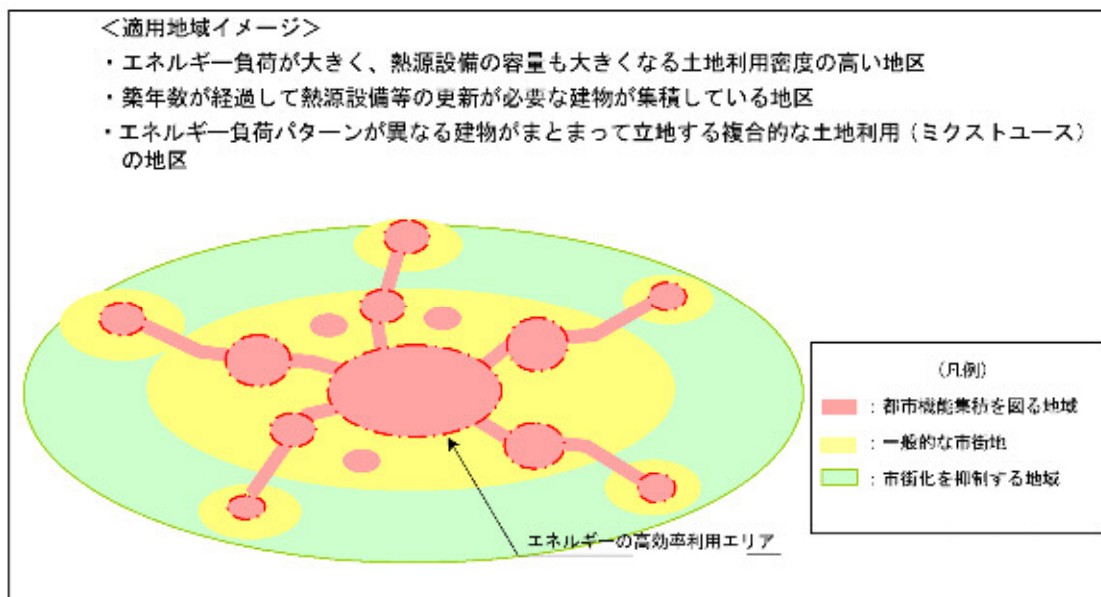 ＜適用地域イメージ＞
・エネルギー負荷が大きく、熱源設備の容量も大きくなる土地利用密度の高い地区
・築年数が経過して熱源設備等の更新が必要な建物が集積している地区
・エネルギー負荷パターンが異なる建物がまとまって立地する複合的な土地利用（ミクストユース）
の地区
（凡例）
：都市機能集積を図る地域
：一般的な市街地
：市街化を抑制する地域
エネルギーの高効率利用エリア